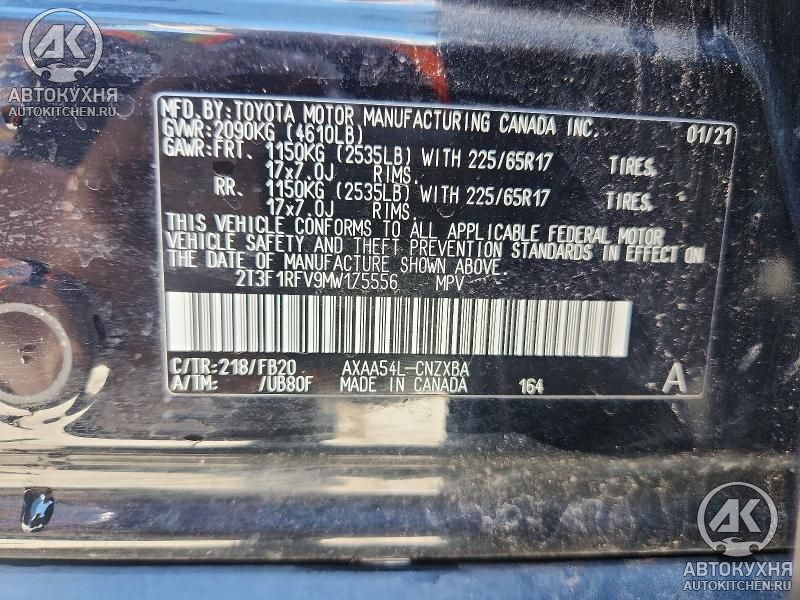 АК
АВТОКУХНЯ
AUTOKITCHEN.RU
MFD. BY: TOYOTA MOTOR MANUFACTURING CANADA INC. 01/21
GVWR: 2090KG (4610LB)
GAWR: FRT. 1150KG (2535LB) WITH 225/65R17 TIRES,
17x7.0J RIMS.
RR. 1150KG (2535LB) WITH 225/65R17 TIRES,
17x7.0J RIMS.
THIS VEHICLE CONFORMS TO ALL APPLICABLE FEDERAL MOTOR
VEHICLE SAFETY AND THEFT PREVENTION STANDARDS IN EFFECT ON
THE DATE OF MANUFACTURE SHOWN ABOVE.
2T3F1RFV9MW175556 MPV
C/TR: 218/FB20 AXAA54L-CNZXBA
A/TM: /UB80F MADE IN CANADA 164 A
АК
АВТОКУХНЯ
AUTOKITCHEN.RU